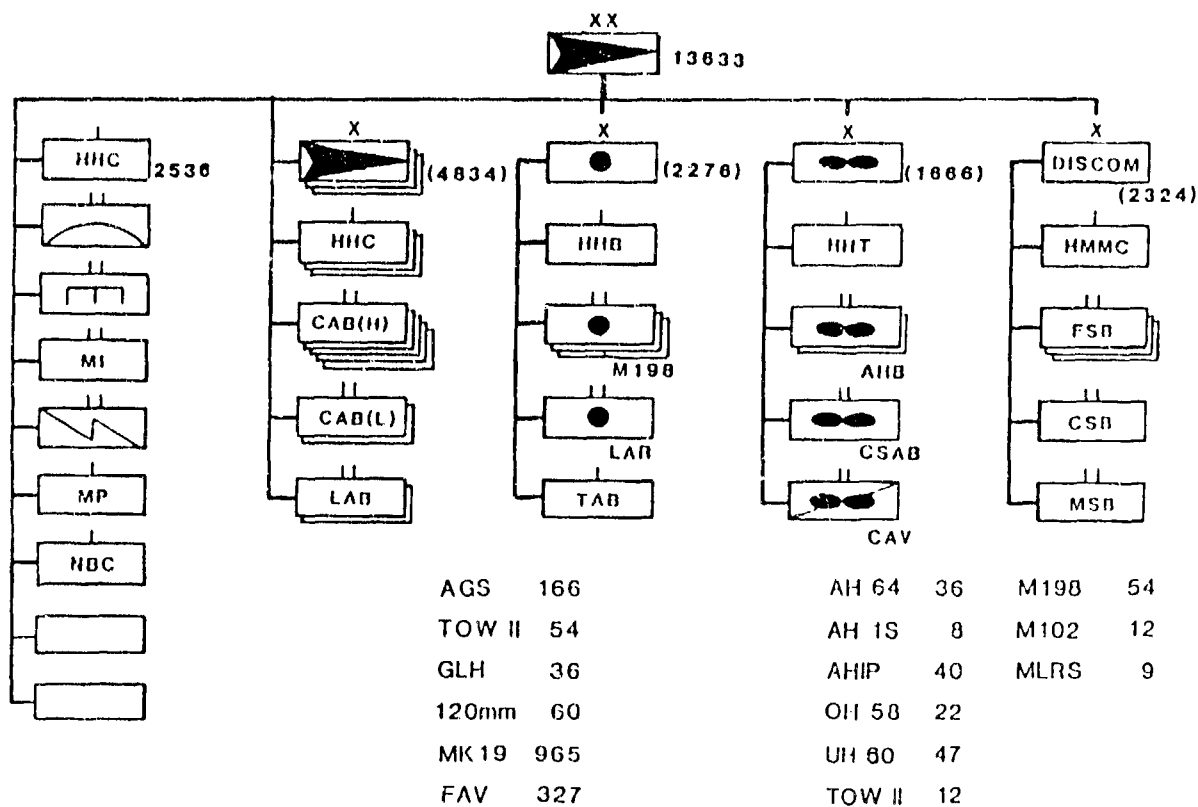 XX
13633
HHC
2536
MI
MP
NBC
X
(4834)
HHC
CAB(H)
CAB(L)
LAB
X
(2276)
HHB
M198
LAB
TAB
X
(1666)
HHT
AHB
CSAB
CAV
X
DISCOM
(2324)
HMMC
FSB
CSB
MSB
AGS 166
TOW II 54
GLH 36
120mm 60
MK19 965
FAV 327
AH 64 36
AH 1S 8
AHIP 40
OH 58 22
UH 60 47
TOW II 12
M198 54
M102 12
MLRS 9